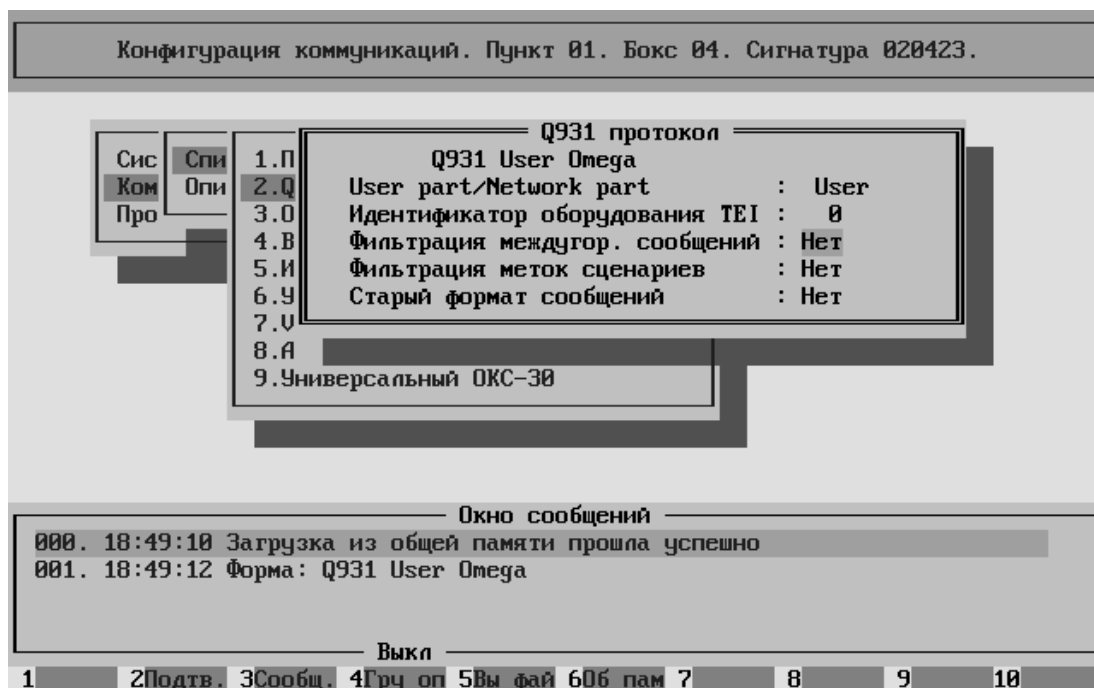 Конфигурация коммуникаций. Пункт 01. Бокс 04. Сигнатура 020423.
Q931 протокол
Сис Спи 1.П Q931 User Omega
Ком Опи 2.Q User part/Network part : User
Про 3.О Идентификатор оборудования TEI : 0
4.В Фильтрация междугор. сообщений : Нет
5.И Фильтрация меток сценариев : Нет
6.У Старый формат сообщений : Нет
7.V
8.А
9.Универсальный ОКС-30
Окно сообщений
000. 18:49:10 Загрузка из общей памяти прошла успешно
001. 18:49:12 Форма: Q931 User Omega
Выкл
1 2Подтв. 3Сообщ. 4Гру оп 5Вы фай 6Об пам 7 8 9 10